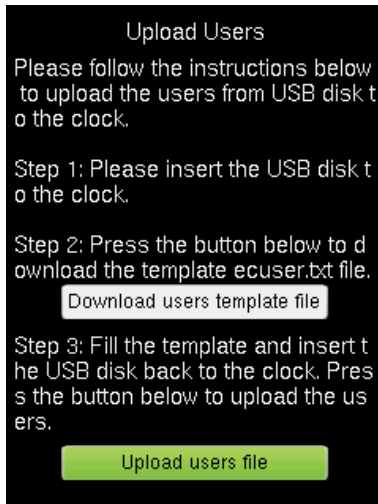 Upload Users
Please follow the instructions below
to upload the users from USB disk t
o the clock.
Step 1: Please insert the USB disk t
o the clock.
Step 2: Press the button below to d
ownload the template ecuser.txt file.
Download users template file
Step 3: Fill the template and insert t
he USB disk back to the clock. Pres
s the button below to upload the us
ers.
Upload users file